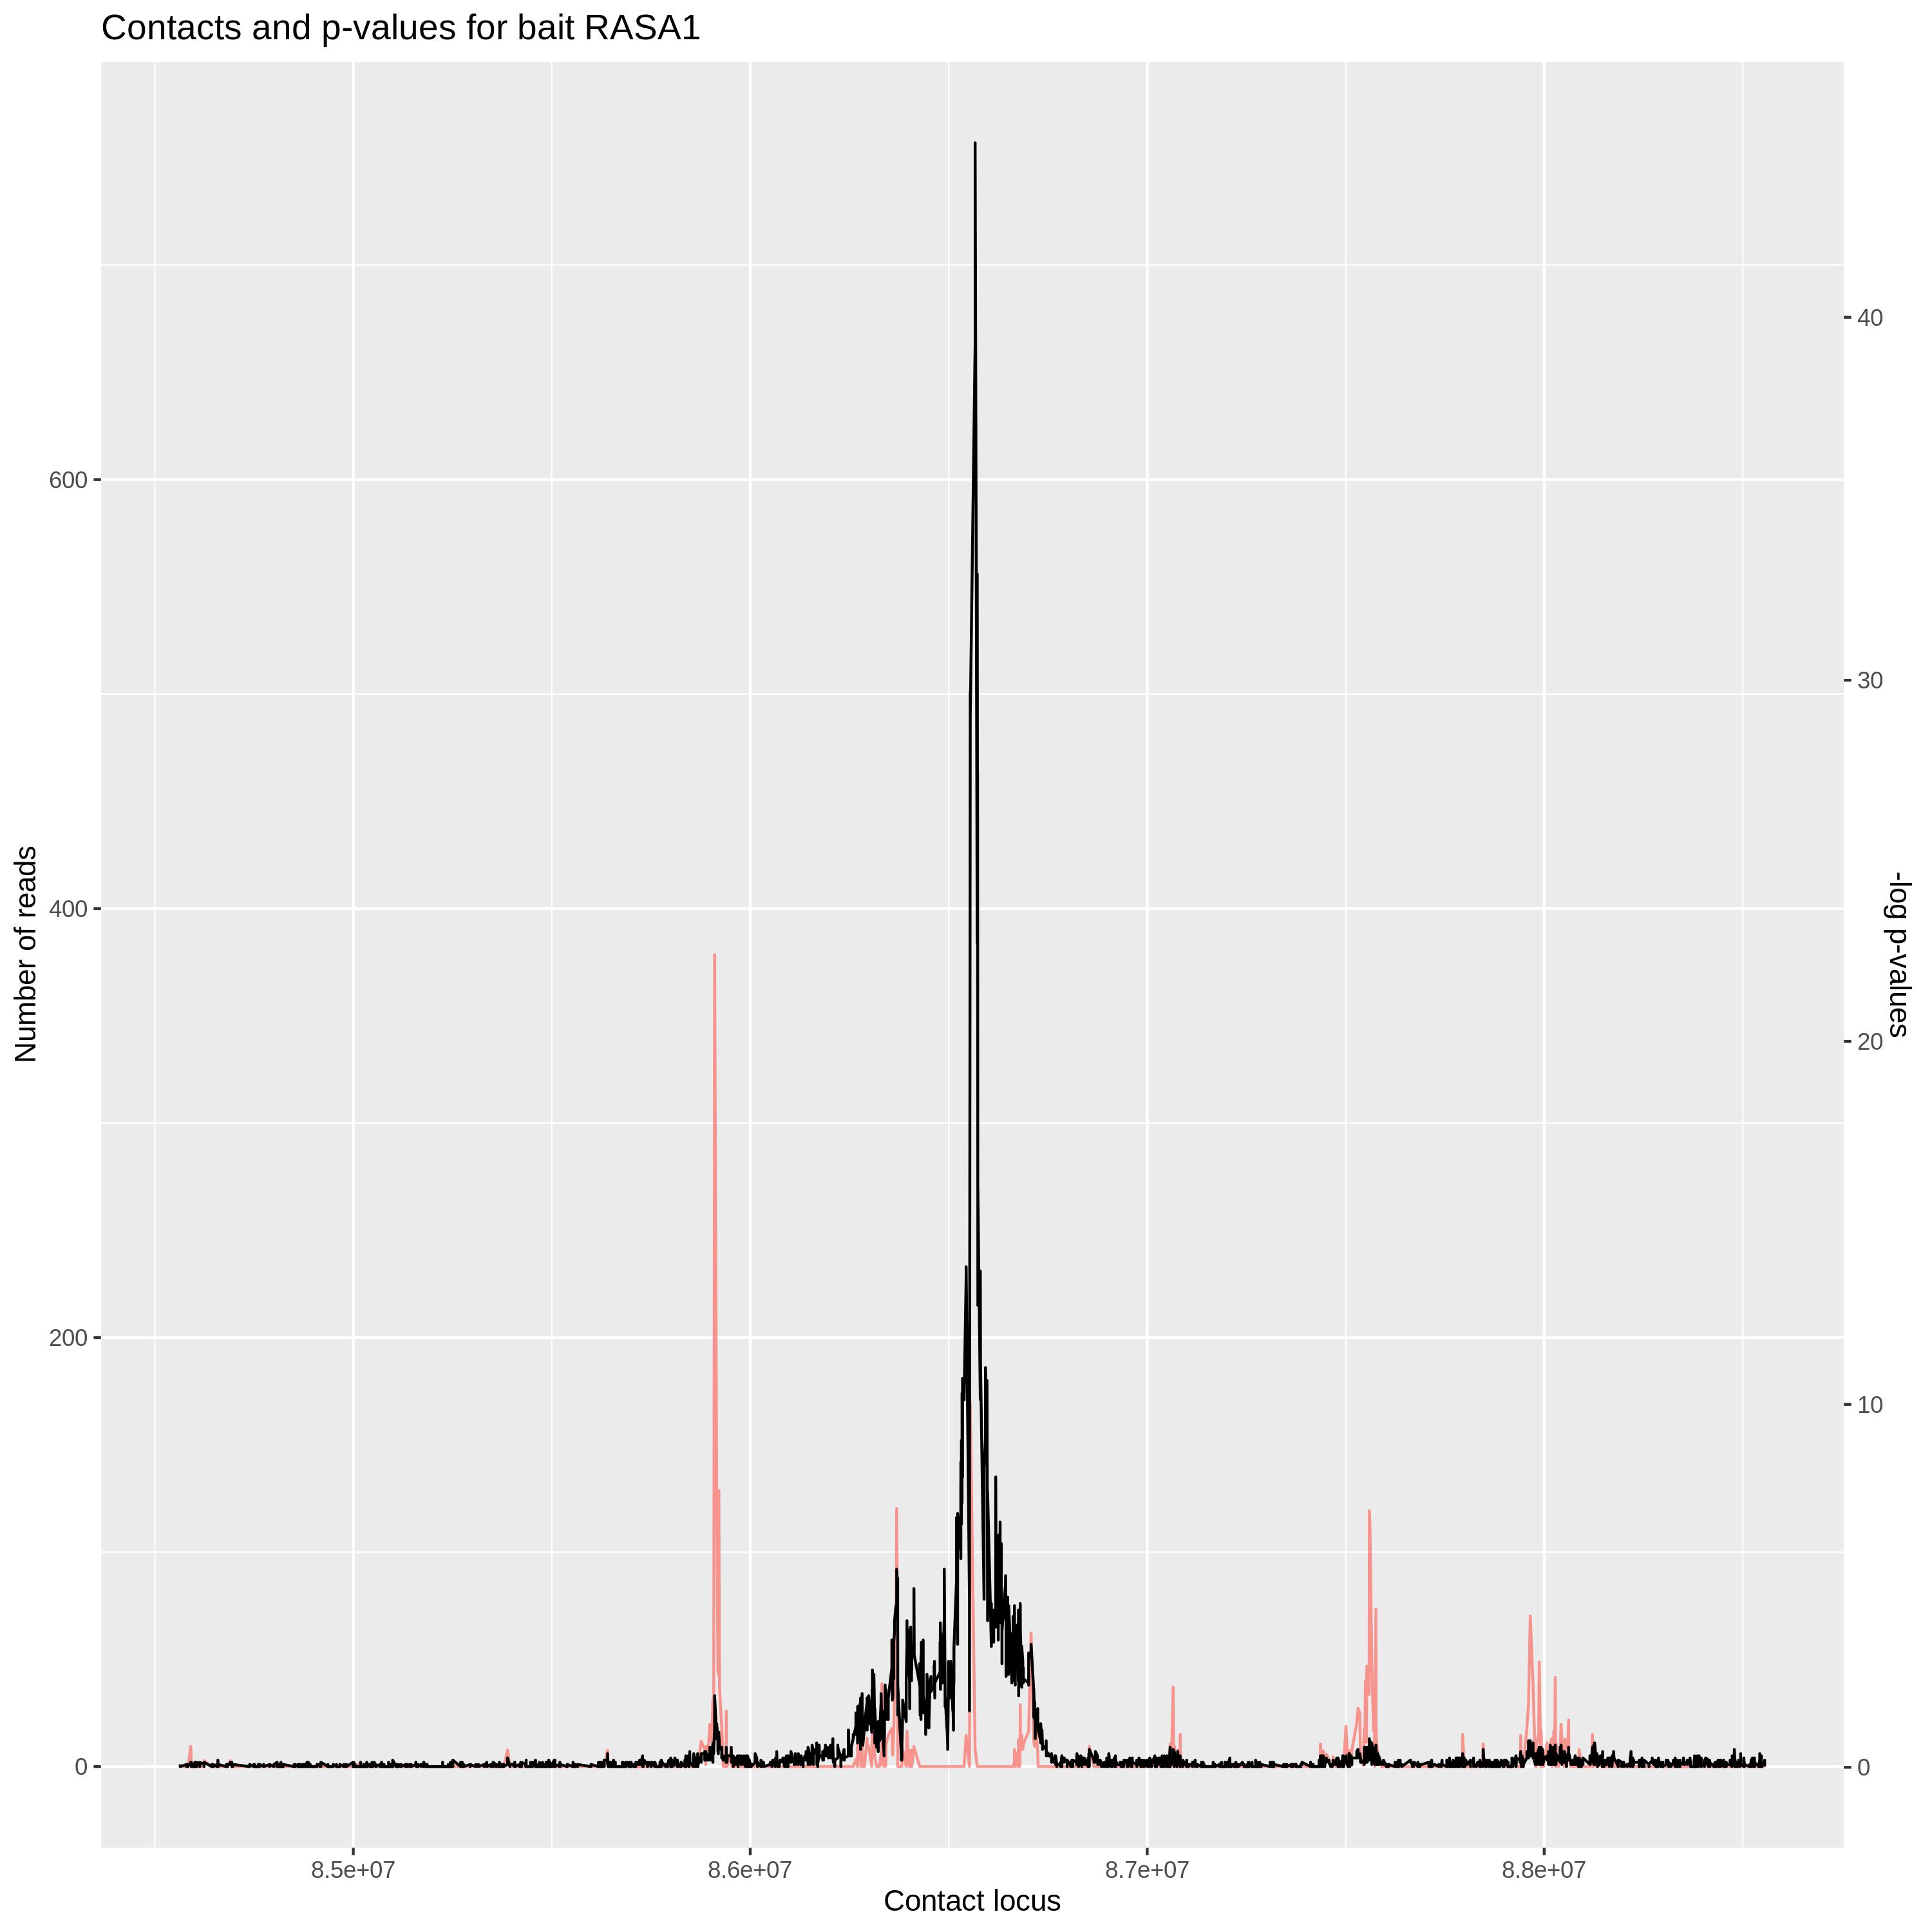 Contacts and p-values for bait RASA1
Number of reads
600
400
200
0
40
30
20
10
0
-log p-values
8.5e+07 8.6e+07 8.7e+07 8.8e+07
Contact locus